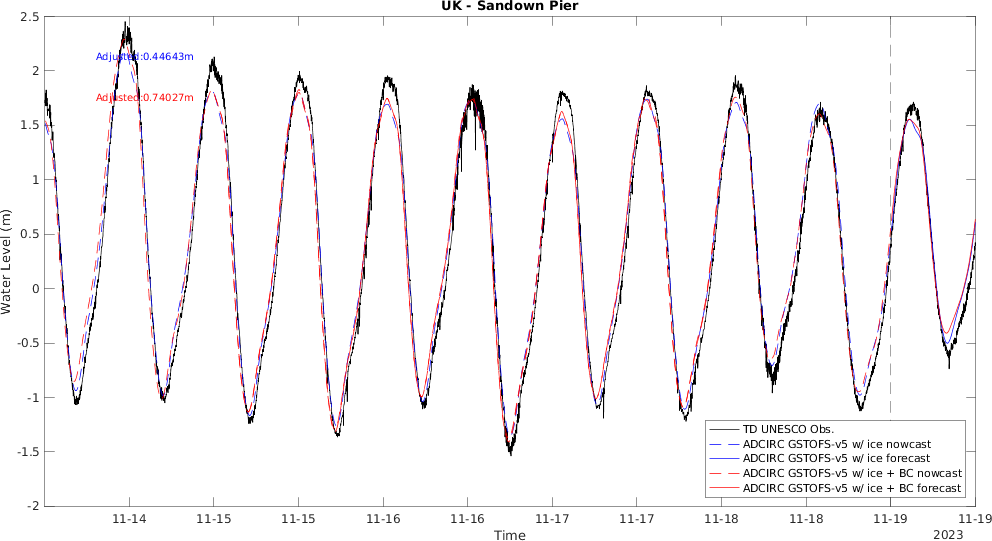 UK - Sandown Pier
2.5
2
1.5
1
0.5
0
-0.5
-1
-1.5
-2
Water Level (m)
Adjusted:0.44643m
Adjusted:0.74027m
TD UNESCO Obs.
ADCIRC GSTOFS-v5 w/ ice nowcast
ADCIRC GSTOFS-v5 w/ ice forecast
ADCIRC GSTOFS-v5 w/ ice + BC nowcast
ADCIRC GSTOFS-v5 w/ ice + BC forecast
11-14 11-15 11-15 11-16 11-16 11-17 11-17 11-18 11-18 11-19 11-19
Time
2023